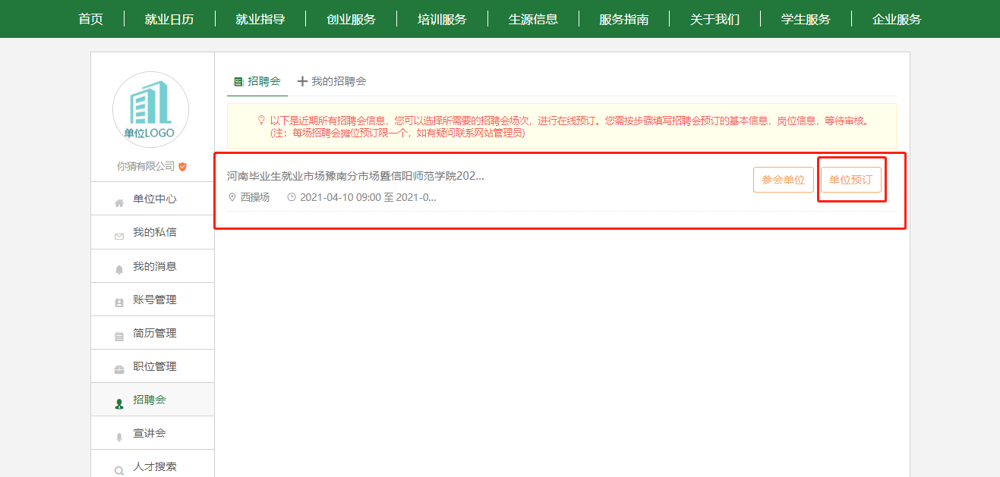 首页 就业日历 就业指导 创业服务 培训服务 生源信息 服务指南 关于我们 学生服务 企业服务
单位LOGO
你猜有限公司
单位中心
我的私信
我的消息
账号管理
简历管理
职位管理
招聘会
宣讲会
人才搜索
招聘会 我的招聘会
以下是近期所有招聘会信息，您可以选择所需要的招聘会场次，进行在线预订。您需按步骤填写招聘会预订的基本信息，岗位信息，等待审核。
(注：每场招聘会摊位预订限一个，如有疑问联系网站管理员)
河南毕业生就业市场豫南分市场暨信阳师范学院202...
西操场 2021-04-10 09:00 至 2021-0...
参会单位 单位预订